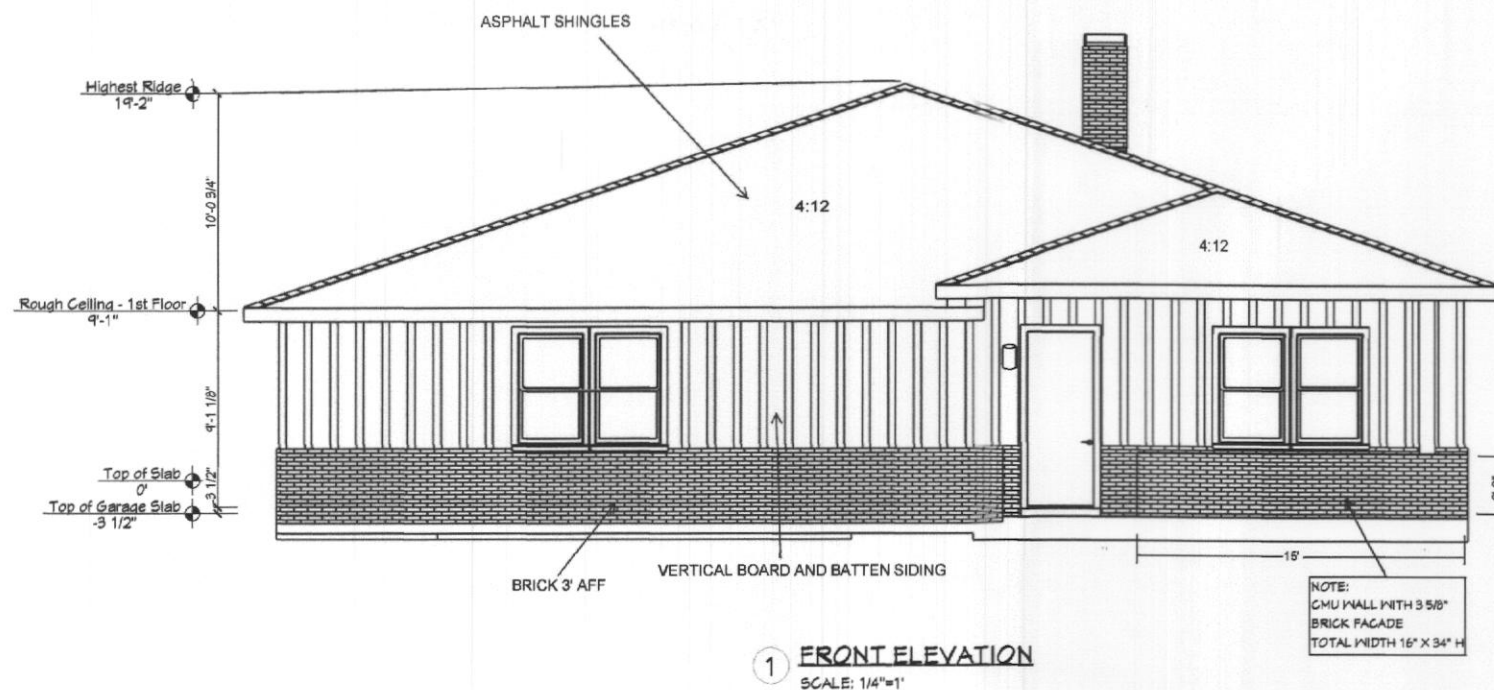 ASPHALT SHINGLES
Highest Ridge
19'-2"
10'-0 3/4"
4:12
4:12
Rough Ceiling - 1st Floor
9'-1"
9'-1 1/8"
Top of Slab
0'
3 1/2"
Top of Garage Slab
-3 1/2"
15'
BRICK 3' AFF
VERTICAL BOARD AND BATTEN SIDING
NOTE:
CMU WALL WITH 3 5/8"
BRICK FACADE
TOTAL WIDTH 16" X 34" H
1 FRONT ELEVATION
SCALE: 1/4"=1'